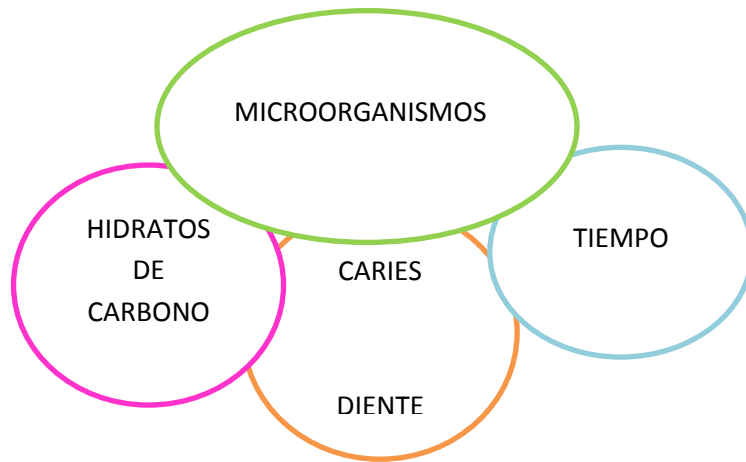 MICROORGANISMOS
HIDRATOS
DE
CARBONO
TIEMPO
CARIES
DIENTE